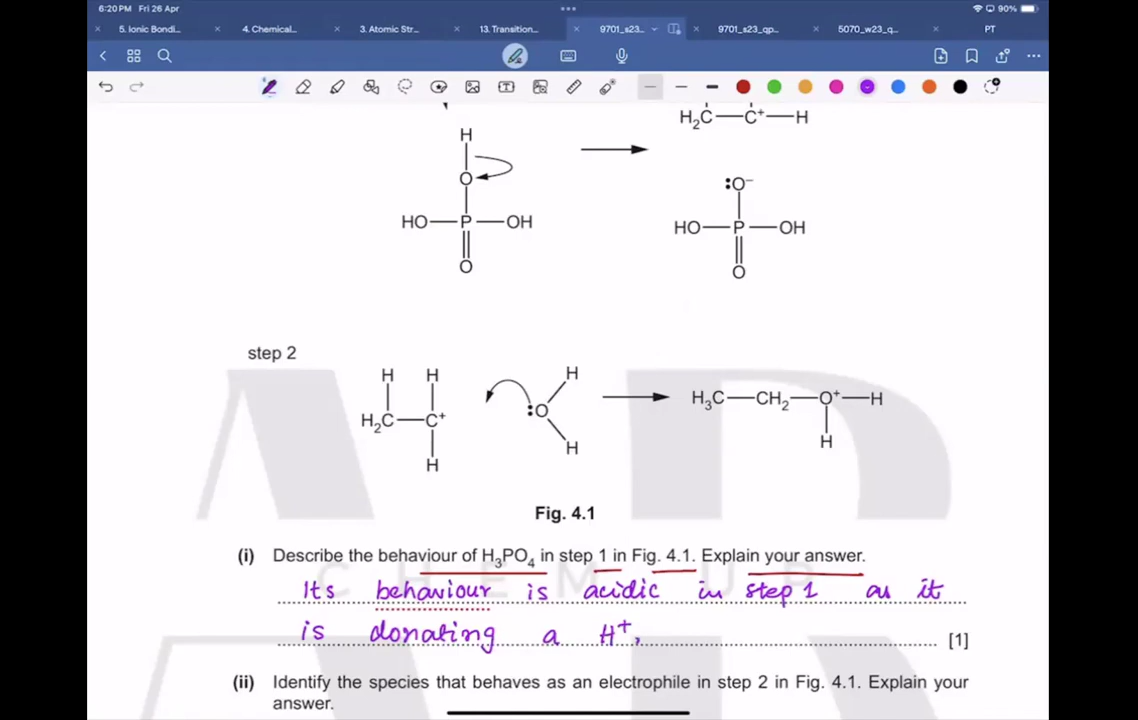 6:20 PM Fri 26 Apr
90%
5. Ionic Bondi...
4. Chemical...
3. Atomic Str...
13. Transition...
9701_s23...
9701_s23_qp...
5070_w23_q...
PT
H₂C—C⁺—H
H
O
HO—P—OH
O
:O⁻
HO—P—OH
O
step 2
H H
H₂C—C⁺
H
H
:O
H
H₃C—CH₂—O⁺—H
H
Fig. 4.1
(i) Describe the behaviour of H₃PO₄ in step 1 in Fig. 4.1. Explain your answer.
Its behaviour is acidic in step 1 as it
is donating a H⁺.
[1]
CHEM UP
(ii) Identify the species that behaves as an electrophile in step 2 in Fig. 4.1. Explain your
answer.